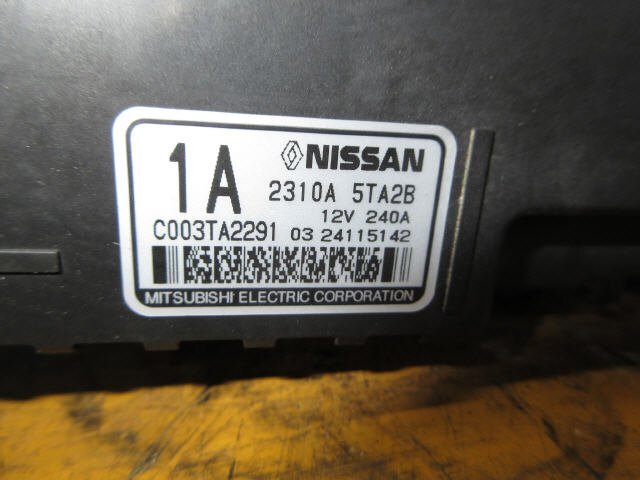 1A NISSAN
2310A 5TA2B
12V 240A
C003TA2291 03 24115142
MITSUBISHI ELECTRIC CORPORATION